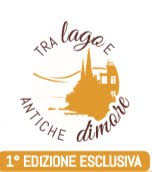 TRA lago E
ANTICHE dimore
1° EDIZIONE ESCLUSIVA